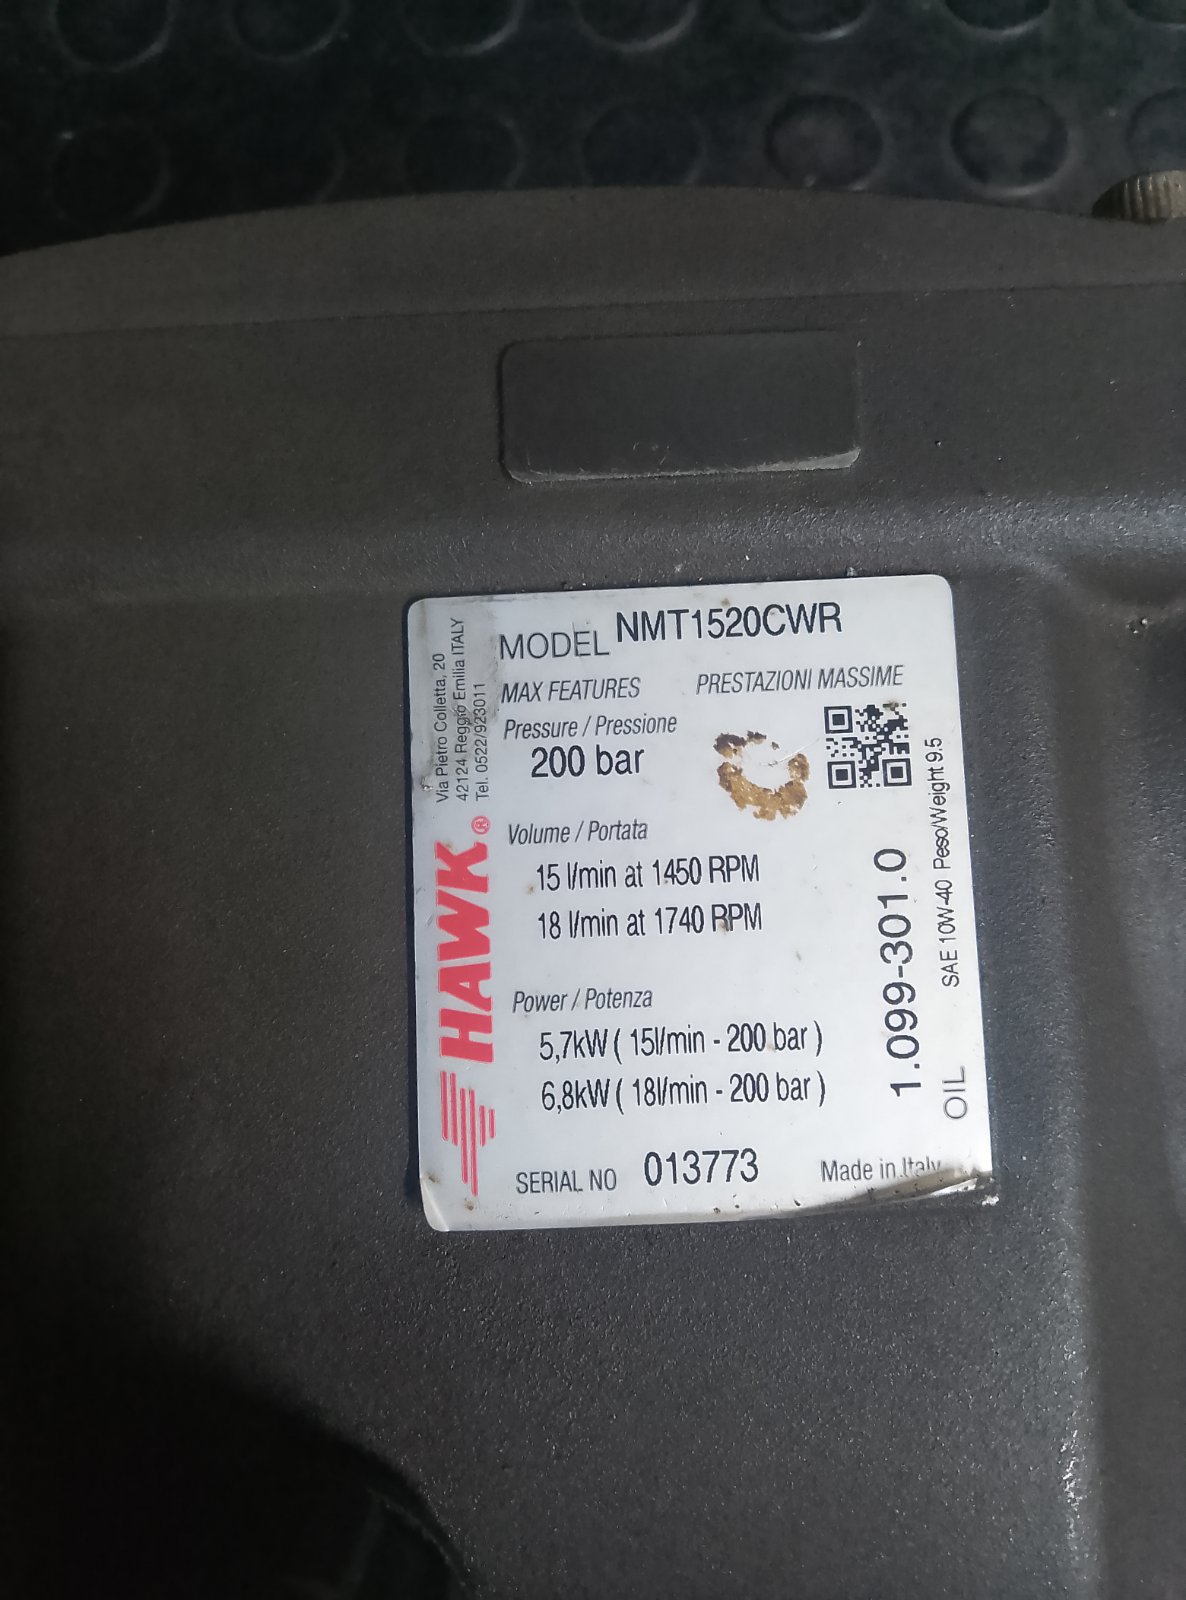 MODEL NMT1520CWR
MAX FEATURES PRESTAZIONI MASSIME
Pressure / Pressione
200 bar
Volume / Portata
15 l/min at 1450 RPM
18 l/min at 1740 RPM
Power / Potenza
5,7kW ( 15l/min - 200 bar )
6,8kW ( 18l/min - 200 bar )
SERIAL NO 013773 Made in Italy
HAWK®
Via Pietro Colletta, 20
42124 Reggio Emilia ITALY
Tel. 0522/923011
1.099-301.0
OIL SAE 10W-40 Peso/Weight 9.5